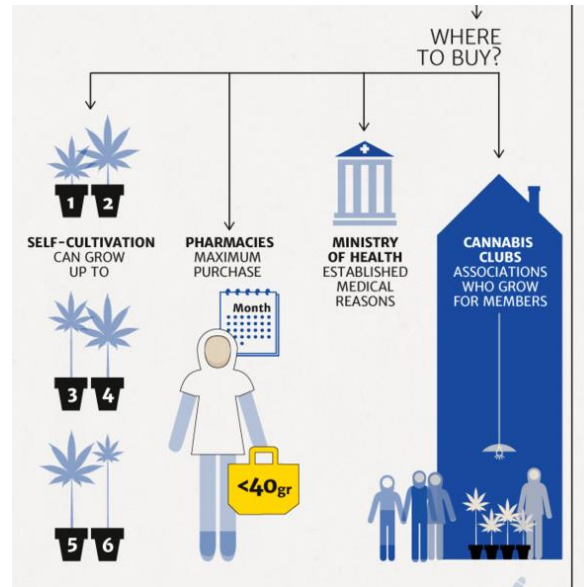 WHERE
TO BUY?
1 2
SELF-CULTIVATION
CAN GROW
UP TO
3 4
5 6
PHARMACIES
MAXIMUM
PURCHASE
Month
<40gr
MINISTRY
OF HEALTH
ESTABLISHED
MEDICAL
REASONS
CANNABIS
CLUBS
ASSOCIATIONS
WHO GROW
FOR MEMBERS